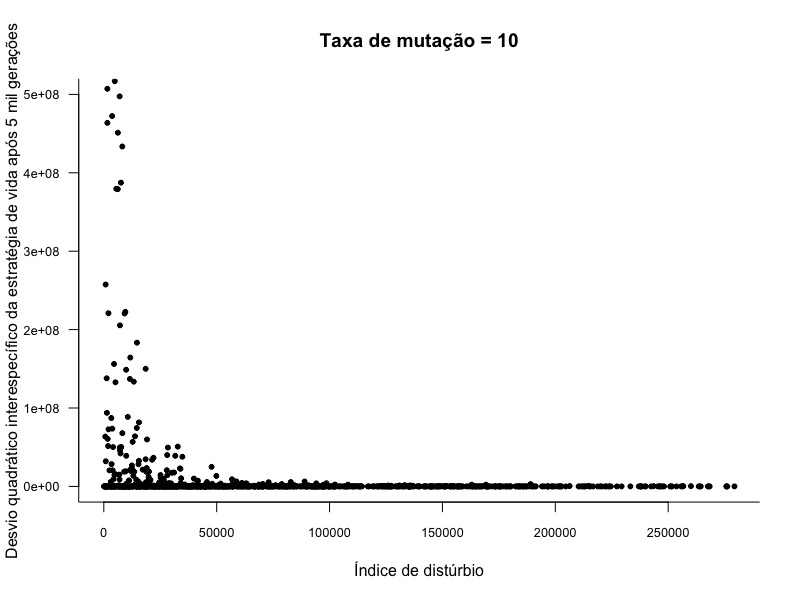 Taxa de mutação = 10
Desvio quadrático interespecífico da estratégia de vida após 5 mil gerações
5e+08
4e+08
3e+08
2e+08
1e+08
0e+00
0 50000 100000 150000 200000 250000
Índice de distúrbio